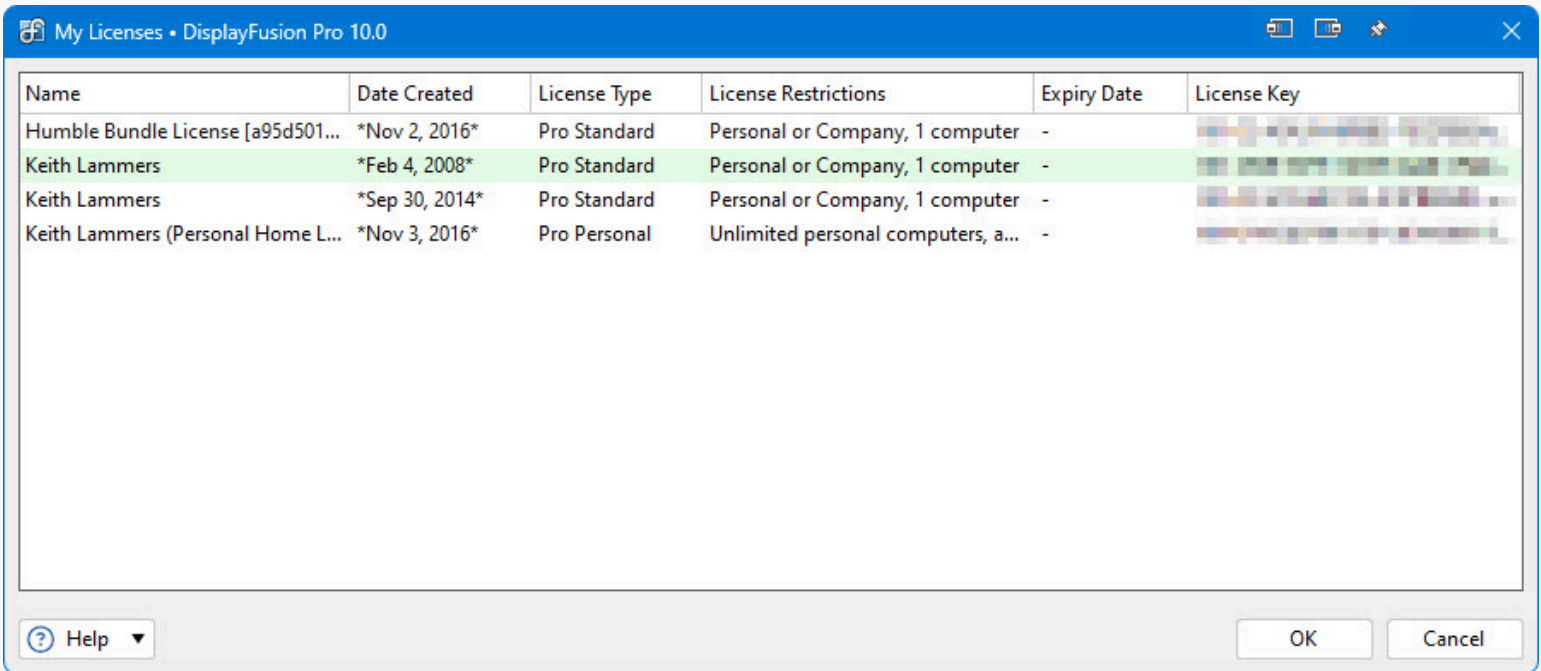 My Licenses • DisplayFusion Pro 10.0
Name Date Created License Type License Restrictions Expiry Date License Key
Humble Bundle License [a95d501... *Nov 2, 2016* Pro Standard Personal or Company, 1 computer -
Keith Lammers *Feb 4, 2008* Pro Standard Personal or Company, 1 computer -
Keith Lammers *Sep 30, 2014* Pro Standard Personal or Company, 1 computer -
Keith Lammers (Personal Home L... *Nov 3, 2016* Pro Personal Unlimited personal computers, a... -
? Help OK Cancel